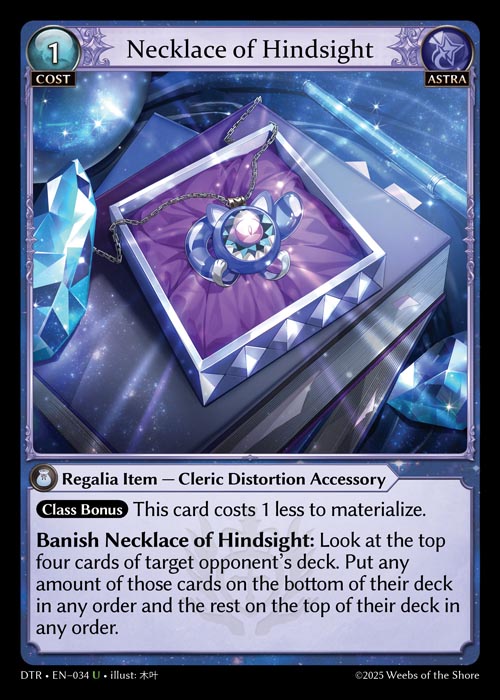 1
Necklace of Hindsight
COST
ASTRA
Regalia Item — Cleric Distortion Accessory
Class Bonus This card costs 1 less to materialize.
Banish Necklace of Hindsight: Look at the top
four cards of target opponent's deck. Put any
amount of those cards on the bottom of their deck
in any order and the rest on the top of their deck in
any order.
DTR • EN–034 U • illust: 木叶
©2025 Weebs of the Shore